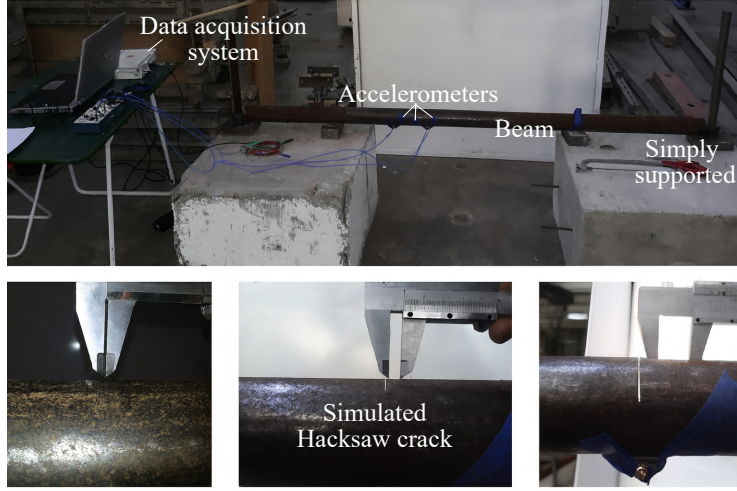 Data acquisition
system
Accelerometers
Beam
Simply
supported
Simulated
Hacksaw crack